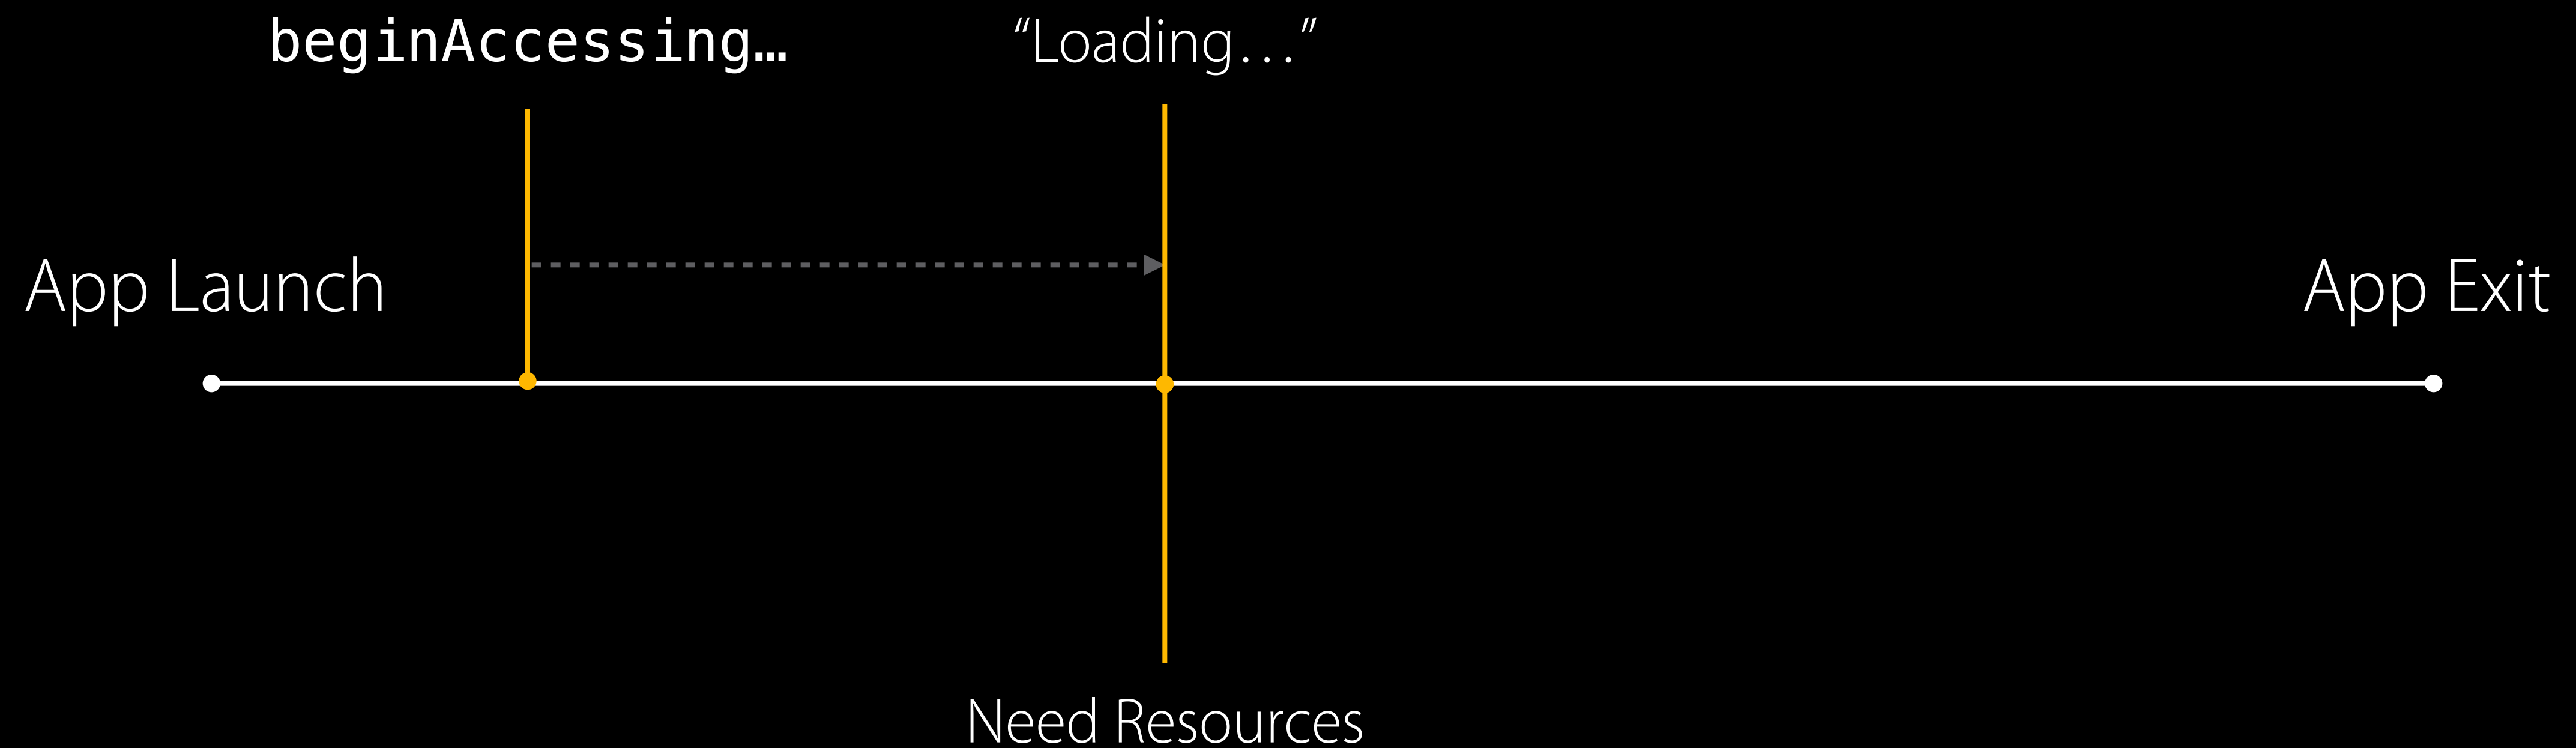 beginAccessing…
“Loading…”
App Launch
App Exit
Need Resources